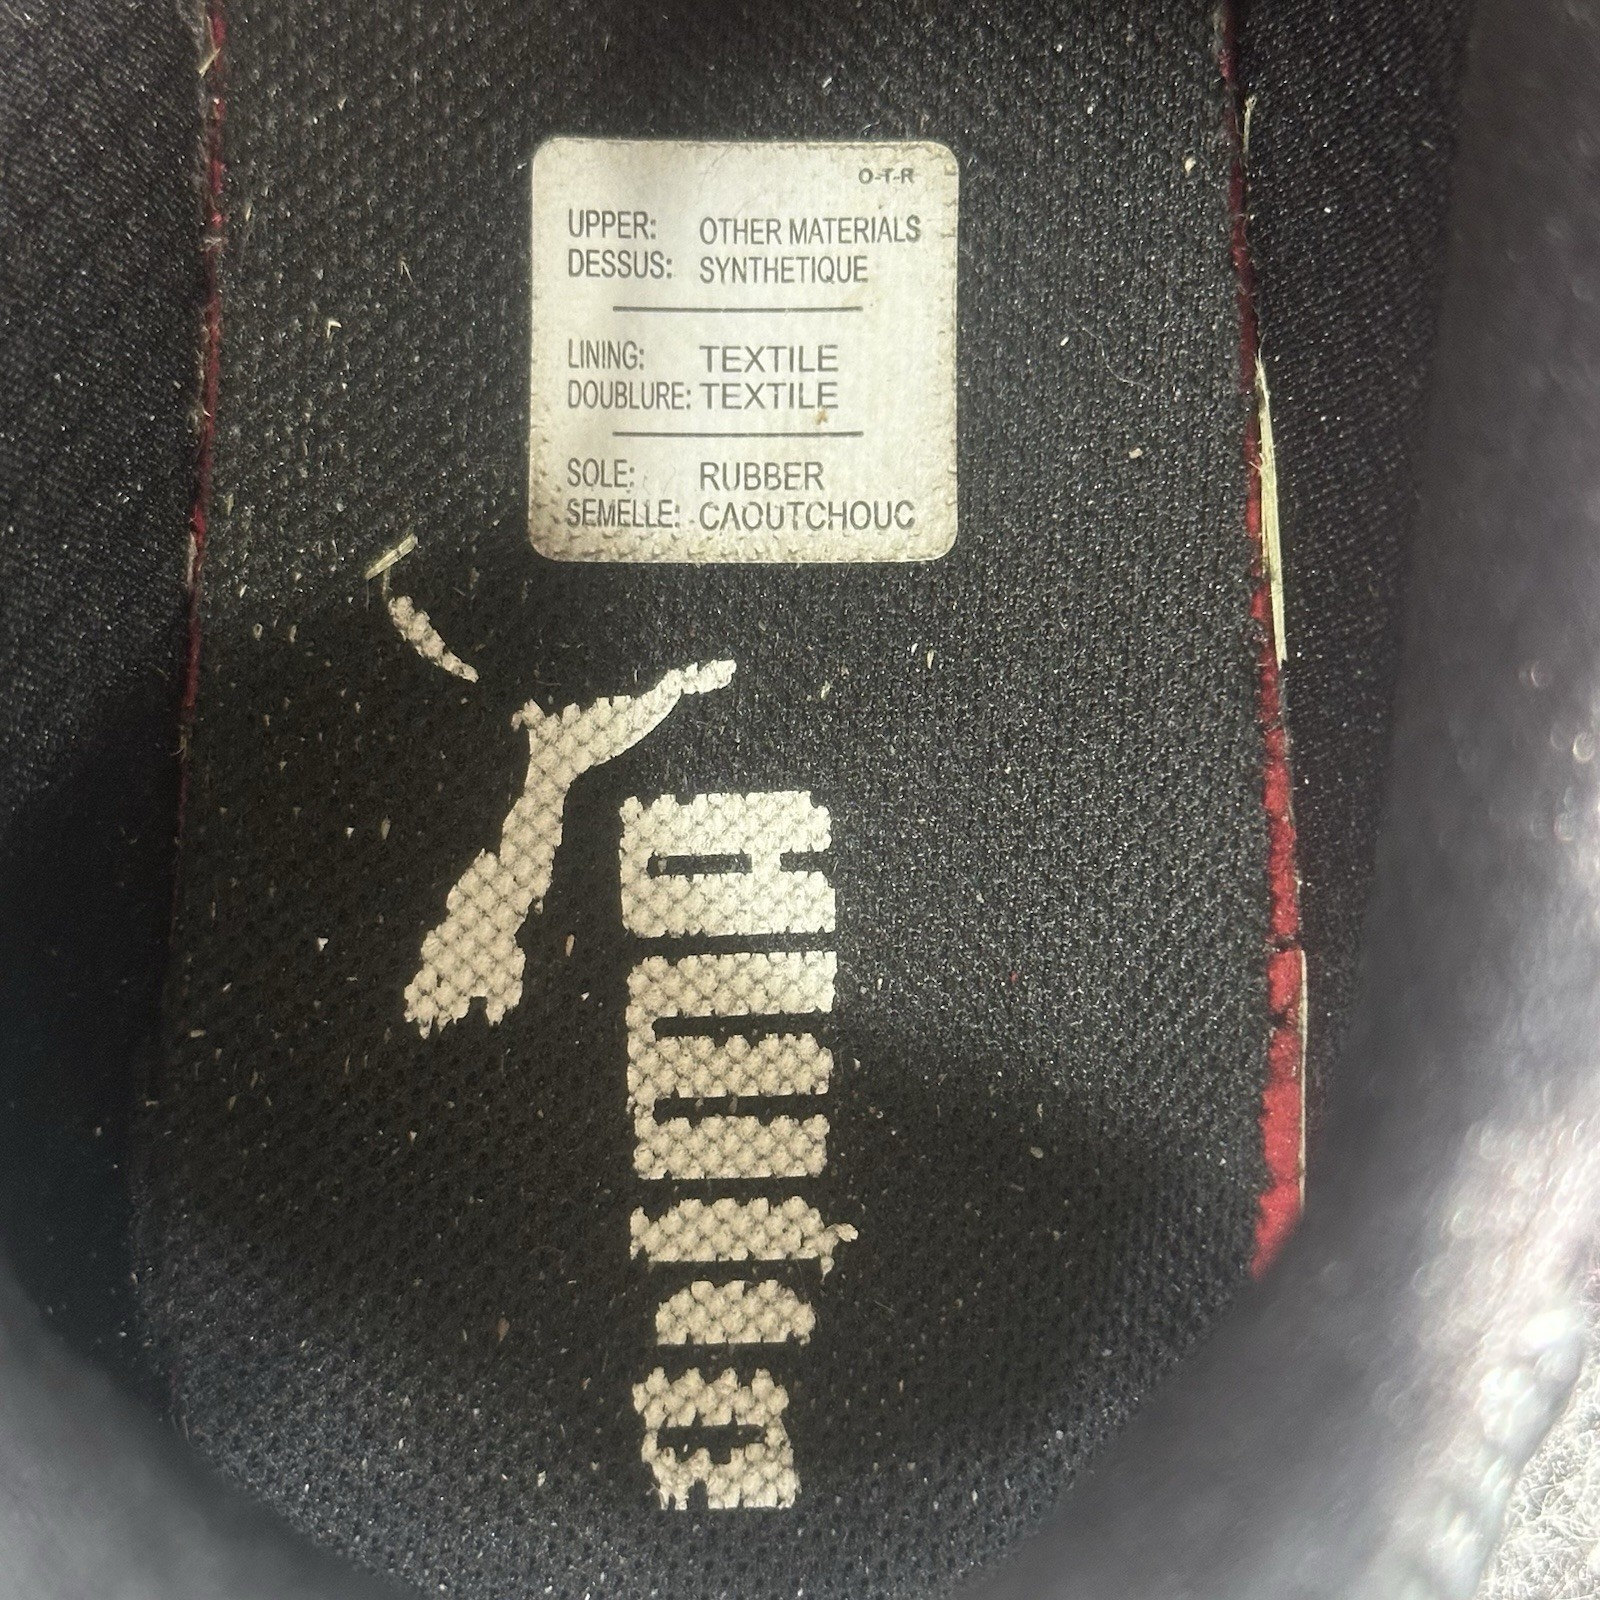 O-T-R
UPPER: OTHER MATERIALS
DESSUS: SYNTHETIQUE
LINING: TEXTILE
DOUBLURE: TEXTILE
SOLE: RUBBER
SEMELLE: CAOUTCHOUC
PUMA